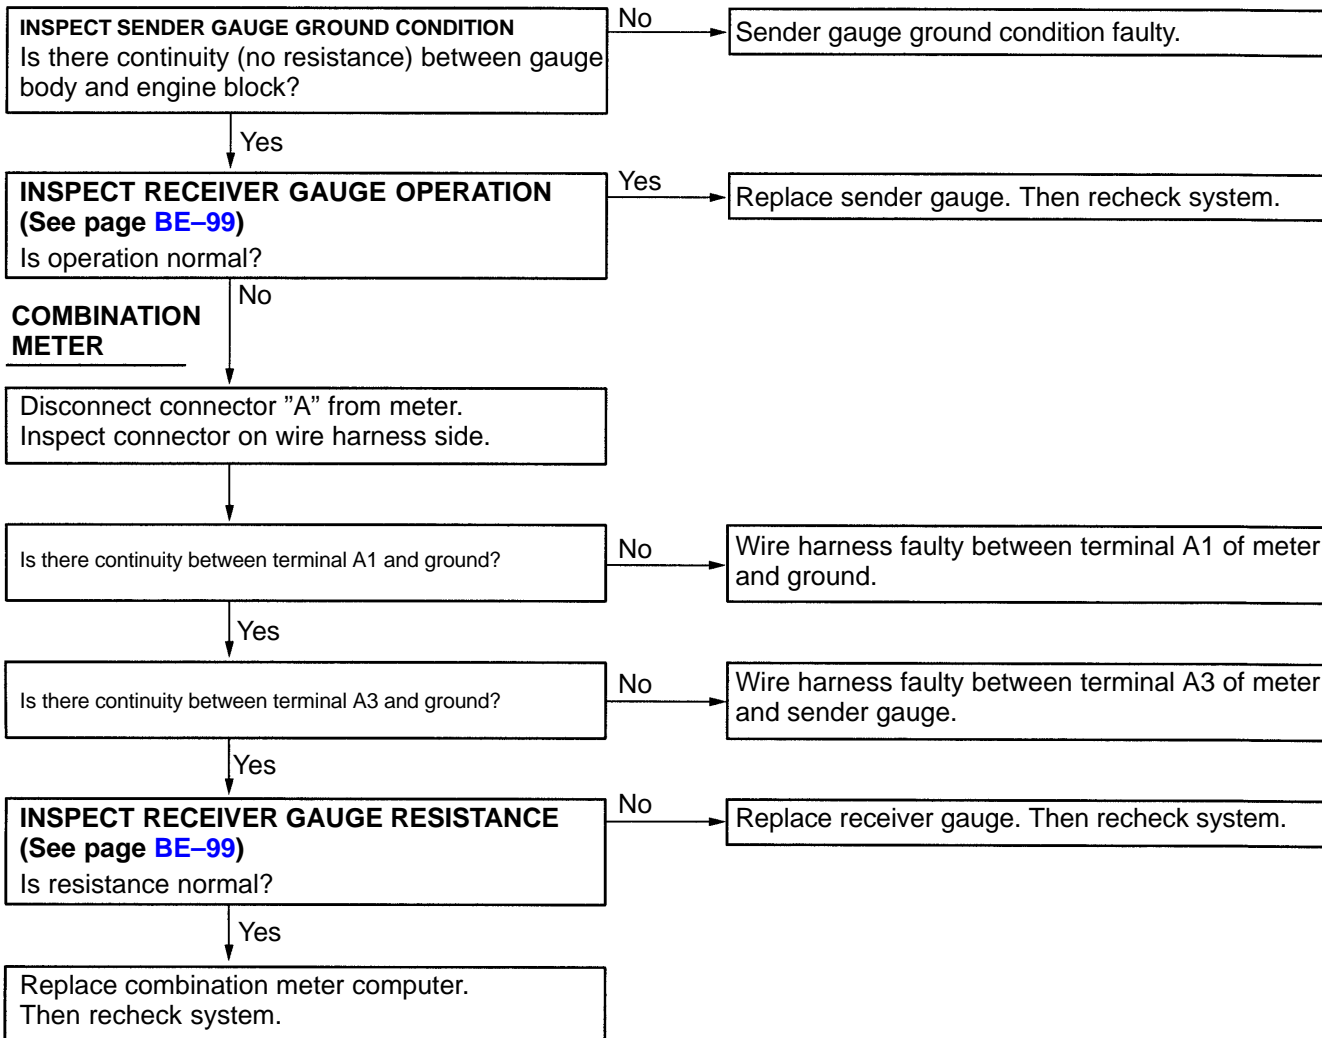 INSPECT SENDER GAUGE GROUND CONDITION
Is there continuity (no resistance) between gauge
body and engine block?
No
Sender gauge ground condition faulty.
Yes
INSPECT RECEIVER GAUGE OPERATION
(See page BE–99)
Is operation normal?
Yes
Replace sender gauge. Then recheck system.
No
COMBINATION
METER
Disconnect connector ”A” from meter.
Inspect connector on wire harness side.
Is there continuity between terminal A1 and ground?
No
Wire harness faulty between terminal A1 of meter
and ground.
Yes
Is there continuity between terminal A3 and ground?
No
Wire harness faulty between terminal A3 of meter
and sender gauge.
Yes
INSPECT RECEIVER GAUGE RESISTANCE
(See page BE–99)
Is resistance normal?
No
Replace receiver gauge. Then recheck system.
Yes
Replace combination meter computer.
Then recheck system.